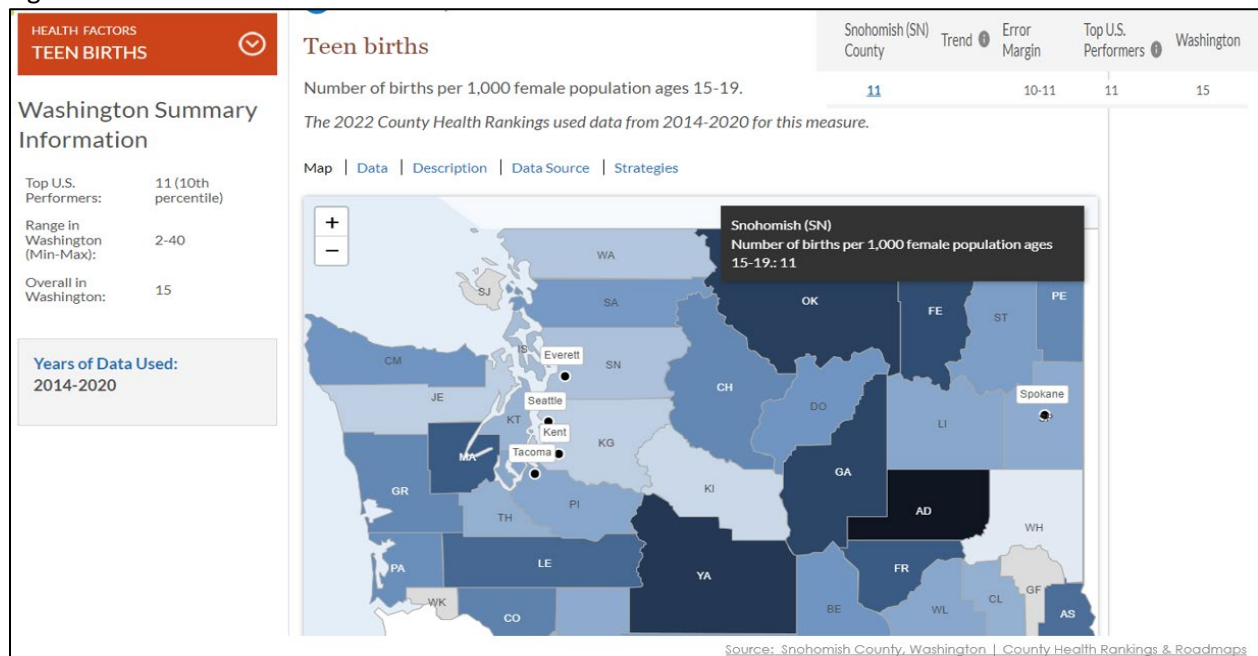 HEALTH FACTORS
TEEN BIRTHS
Washington Summary
Information
Top U.S.
Performers:
11 (10th
percentile)
Range in
Washington
(Min-Max):
2-40
Overall in
Washington:
15
Years of Data Used:
2014-2020
Teen births
Number of births per 1,000 female population ages 15-19.
The 2022 County Health Rankings used data from 2014-2020 for this measure.
Map | Data | Description | Data Source | Strategies
Snohomish (SN)
County
Trend
Error
Margin
Top U.S.
Performers
Washington
11
10-11
11
15
+
−
Snohomish (SN)
Number of births per 1,000 female population ages
15-19.: 11
WA
SJ
SA
OK
FE
ST
PE
IS
Everett
SN
CM
CH
JE
Seattle
KT
Kent
KG
DO
LI
Spokane
SP
MA
Tacoma
GR
PI
TH
KI
GA
AD
WH
PA
LE
YA
FR
WK
CO
BE
WL
CL
GF
AS
Source: Snohomish County, Washington | County Health Rankings & Roadmaps